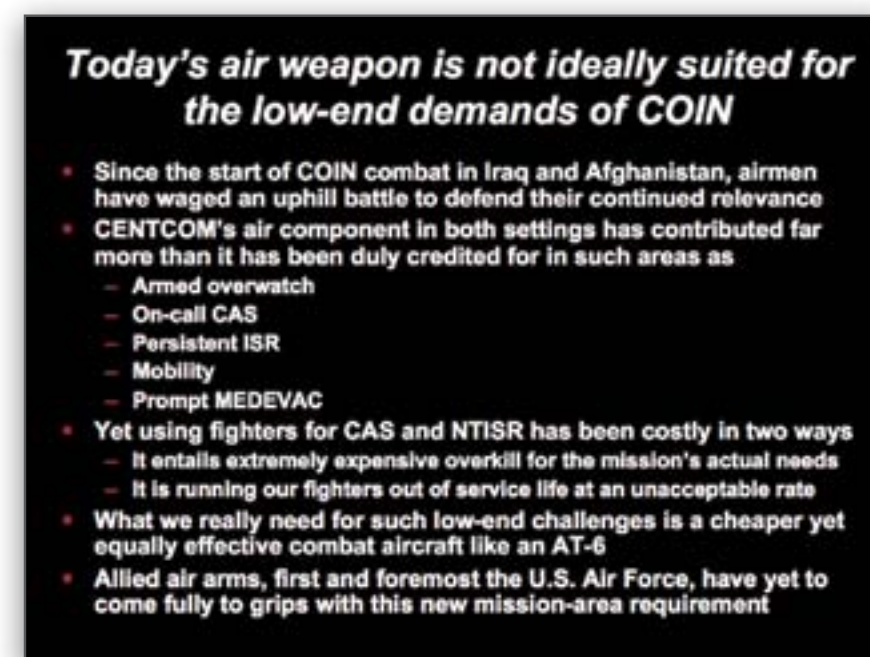 Today's air weapon is not ideally suited for
the low-end demands of COIN
• Since the start of COIN combat in Iraq and Afghanistan, airmen
have waged an uphill battle to defend their continued relevance
• CENTCOM's air component in both settings has contributed far
more than it has been duly credited for in such areas as
– Armed overwatch
– On-call CAS
– Persistent ISR
– Mobility
– Prompt MEDEVAC
• Yet using fighters for CAS and NTISR has been costly in two ways
– It entails extremely expensive overkill for the mission's actual needs
– It is running our fighters out of service life at an unacceptable rate
• What we really need for such low-end challenges is a cheaper yet
equally effective combat aircraft like an AT-6
• Allied air arms, first and foremost the U.S. Air Force, have yet to
come fully to grips with this new mission-area requirement